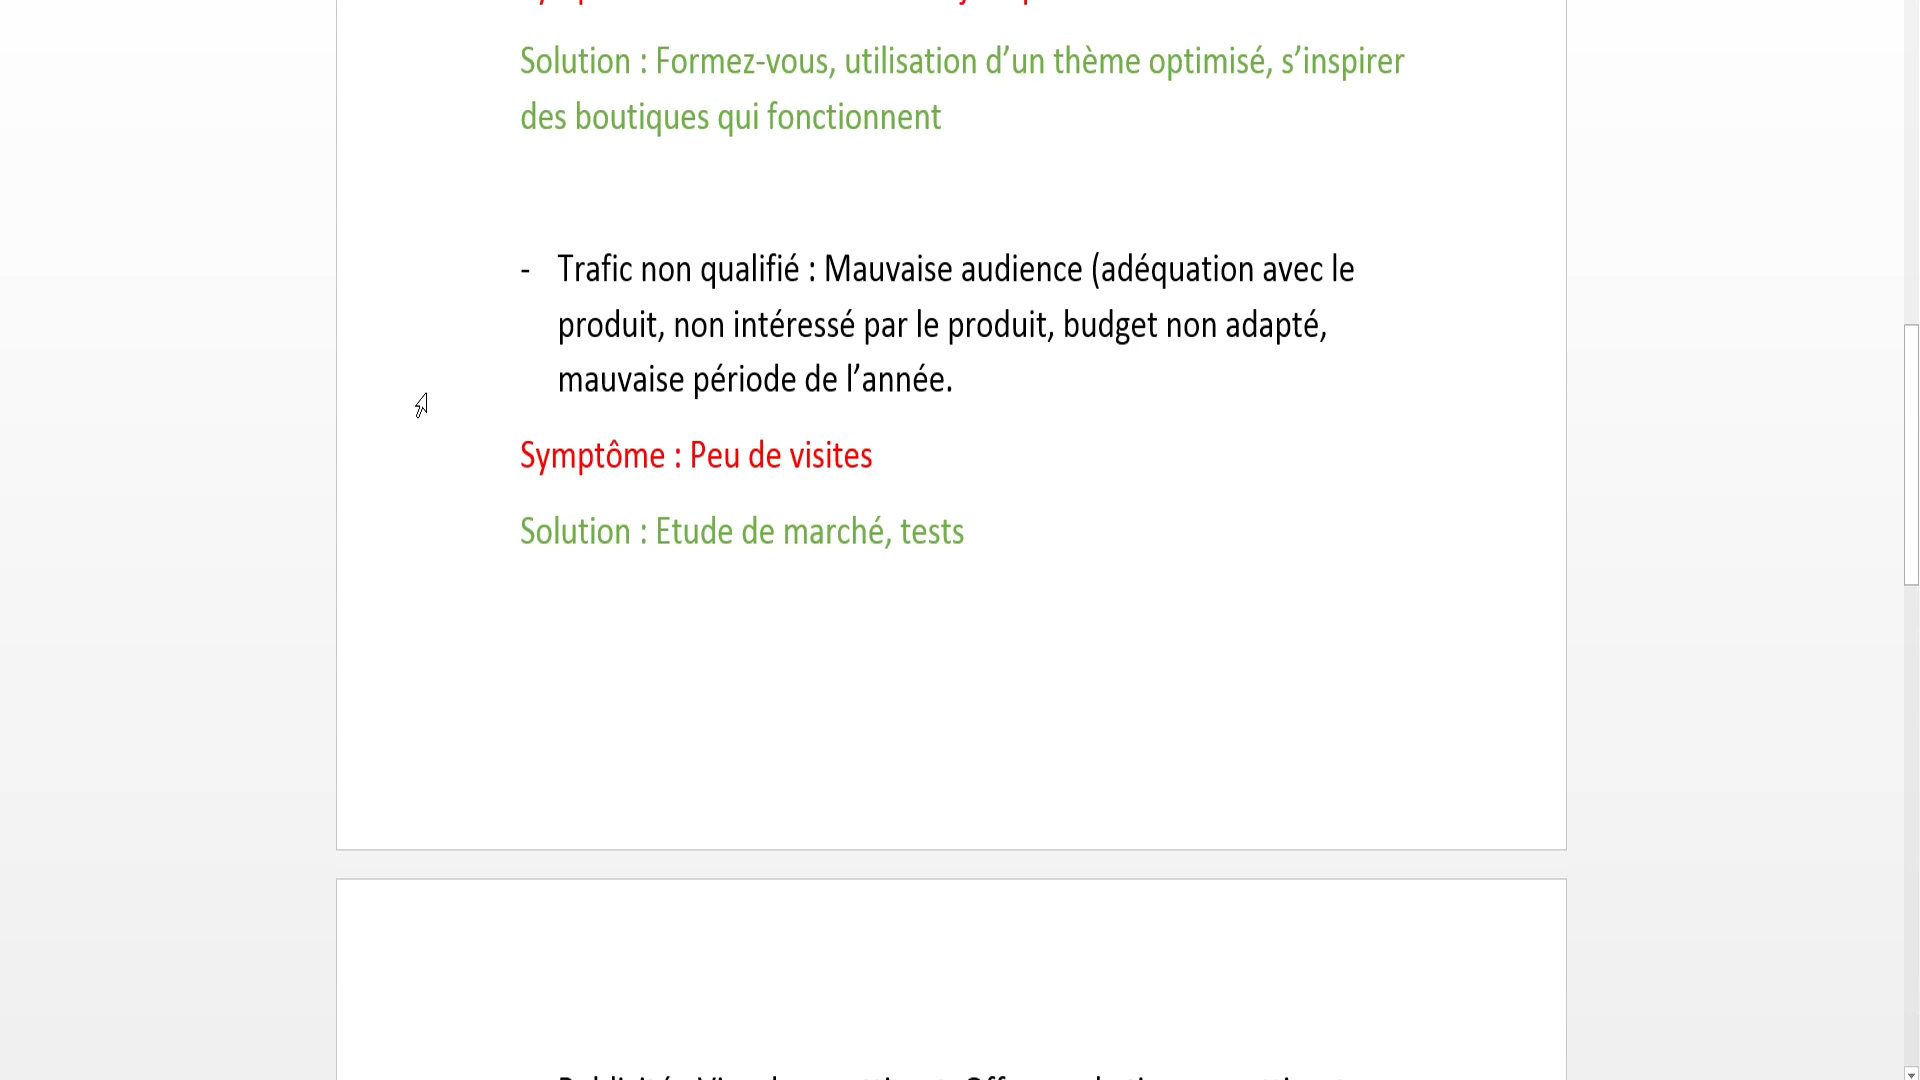 Solution : Formez-vous, utilisation d’un thème optimisé, s’inspirer
des boutiques qui fonctionnent
- Trafic non qualifié : Mauvaise audience (adéquation avec le
produit, non intéressé par le produit, budget non adapté,
mauvaise période de l’année.
Symptôme : Peu de visites
Solution : Etude de marché, tests